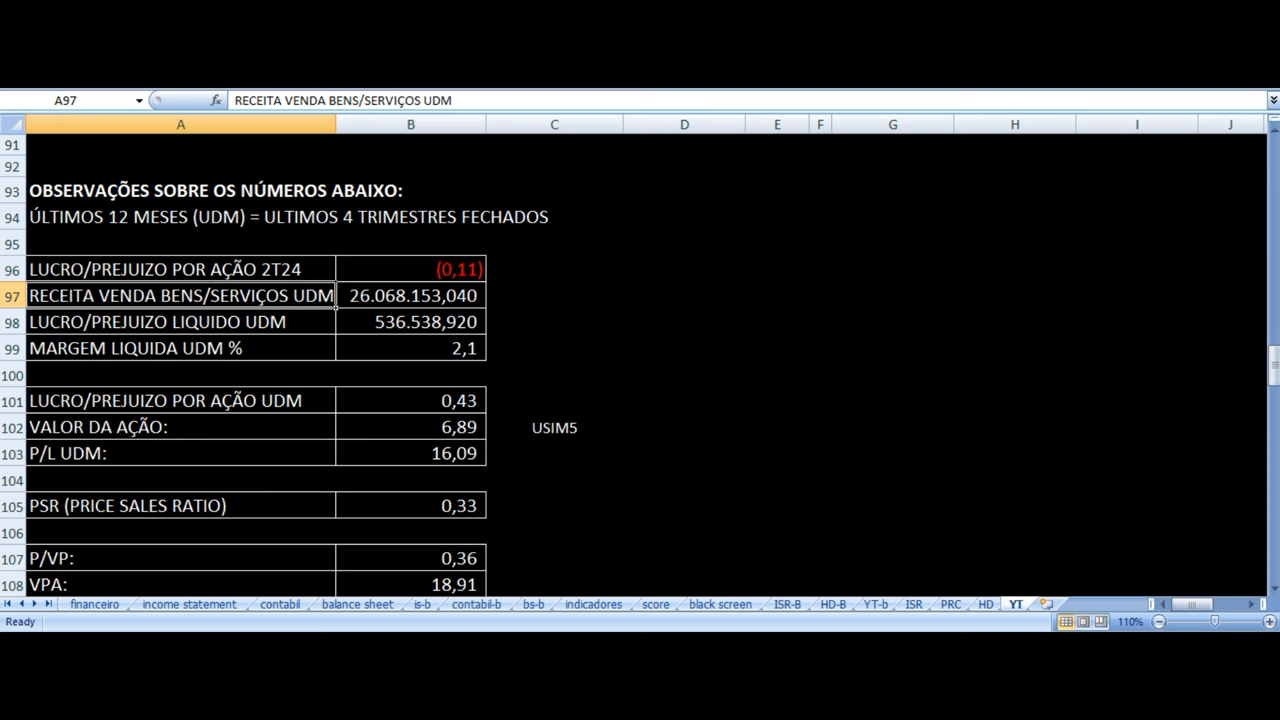 A97 fx RECEITA VENDA BENS/SERVIÇOS UDM
A B C D E F G H I J
91
92
93 OBSERVAÇÕES SOBRE OS NÚMEROS ABAIXO:
94 ÚLTIMOS 12 MESES (UDM) = ULTIMOS 4 TRIMESTRES FECHADOS
95
96 LUCRO/PREJUIZO POR AÇÃO 2T24 (0,11)
97 RECEITA VENDA BENS/SERVIÇOS UDM 26.068.153,040
98 LUCRO/PREJUIZO LIQUIDO UDM 536.538,920
99 MARGEM LIQUIDA UDM % 2,1
100
101 LUCRO/PREJUIZO POR AÇÃO UDM 0,43
102 VALOR DA AÇÃO: 6,89 USIM5
103 P/L UDM: 16,09
104
105 PSR (PRICE SALES RATIO) 0,33
106
107 P/VP: 0,36
108 VPA: 18,91
financeiro income statement contabil balance sheet is-b contabil-b bs-b indicadores score black screen ISR-B HD-B YT-b ISR PRC HD YT
Ready 110%